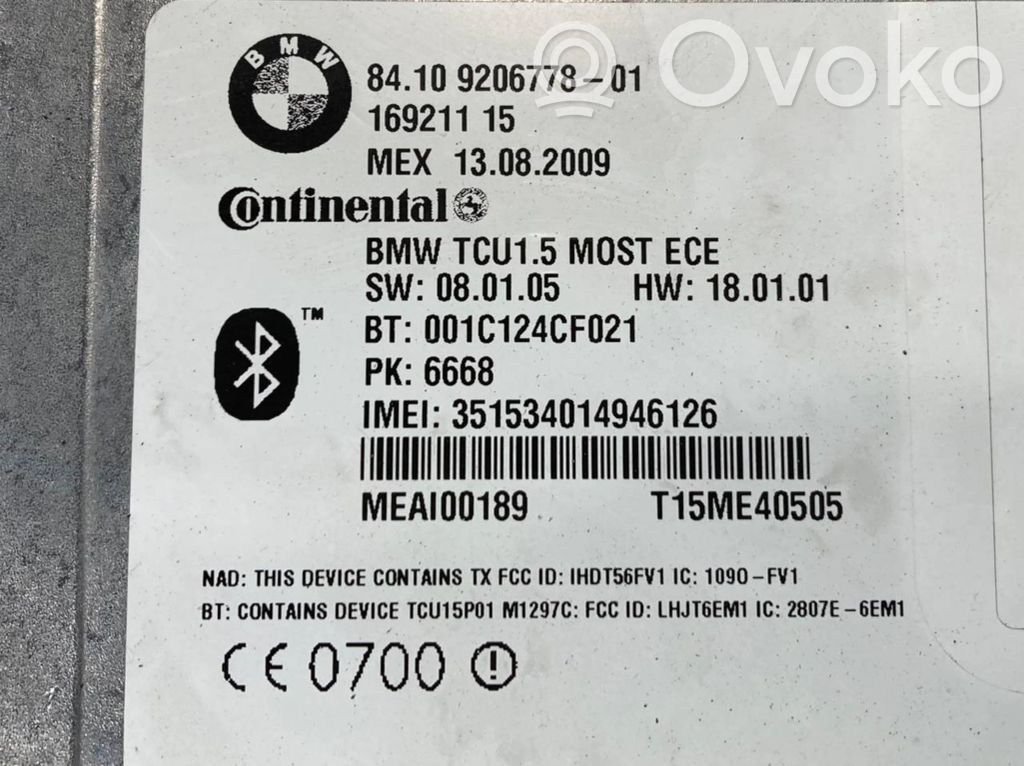 Ovoko
BMW
84.10 9206778-01
169211 15
MEX 13.08.2009
Continental
BMW TCU1.5 MOST ECE
SW: 08.01.05 HW: 18.01.01
TM
BT: 001C124CF021
PK: 6668
IMEI: 351534014946126
MEAI00189 T15ME40505
NAD: THIS DEVICE CONTAINS TX FCC ID: IHDT56FV1 IC: 1090-FV1
BT: CONTAINS DEVICE TCU15P01 M1297C: FCC ID: LHJT6EM1 IC: 2807E-6EM1
CE 0700 !